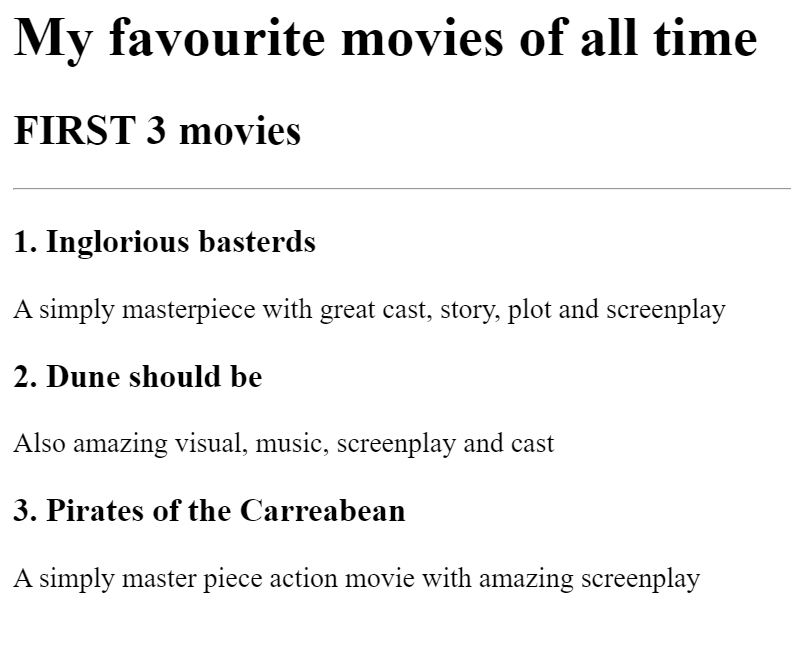 My favourite movies of all time
FIRST 3 movies
1. Inglorious basterds
A simply masterpiece with great cast, story, plot and screenplay
2. Dune should be
Also amazing visual, music, screenplay and cast
3. Pirates of the Carreabean
A simply master piece action movie with amazing screenplay